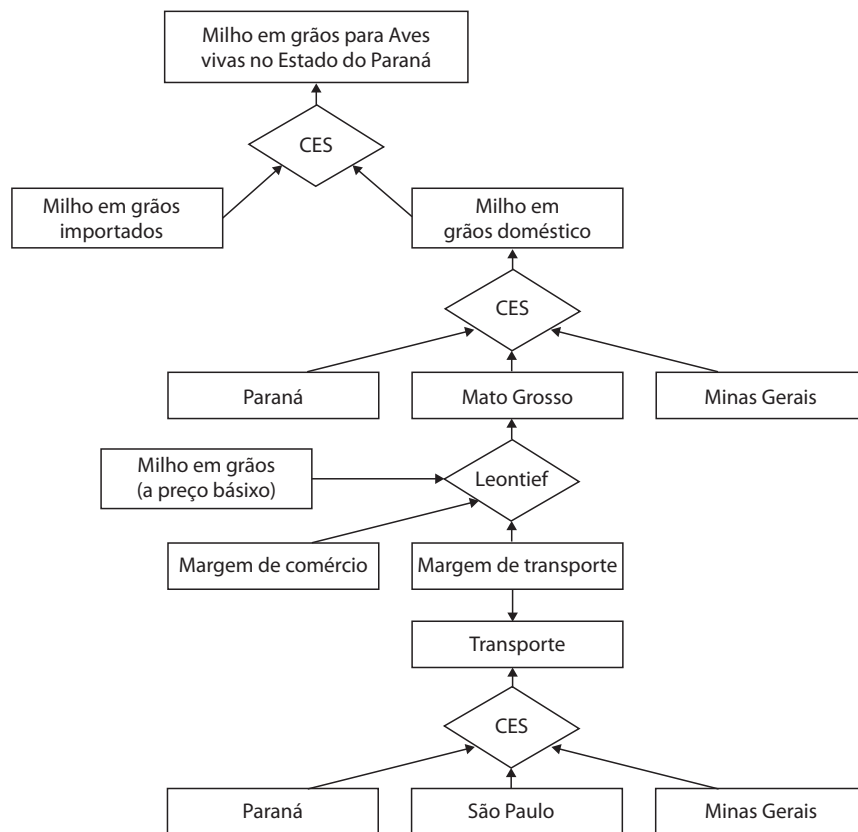 Milho em grãos para Aves
vivas no Estado do Paraná
CES
Milho em grãos
importados
Milho em
grãos doméstico
CES
Paraná
Mato Grosso
Minas Gerais
Milho em grãos
(a preço básixo)
Leontief
Margem de comércio
Margem de transporte
Transporte
CES
Paraná
São Paulo
Minas Gerais